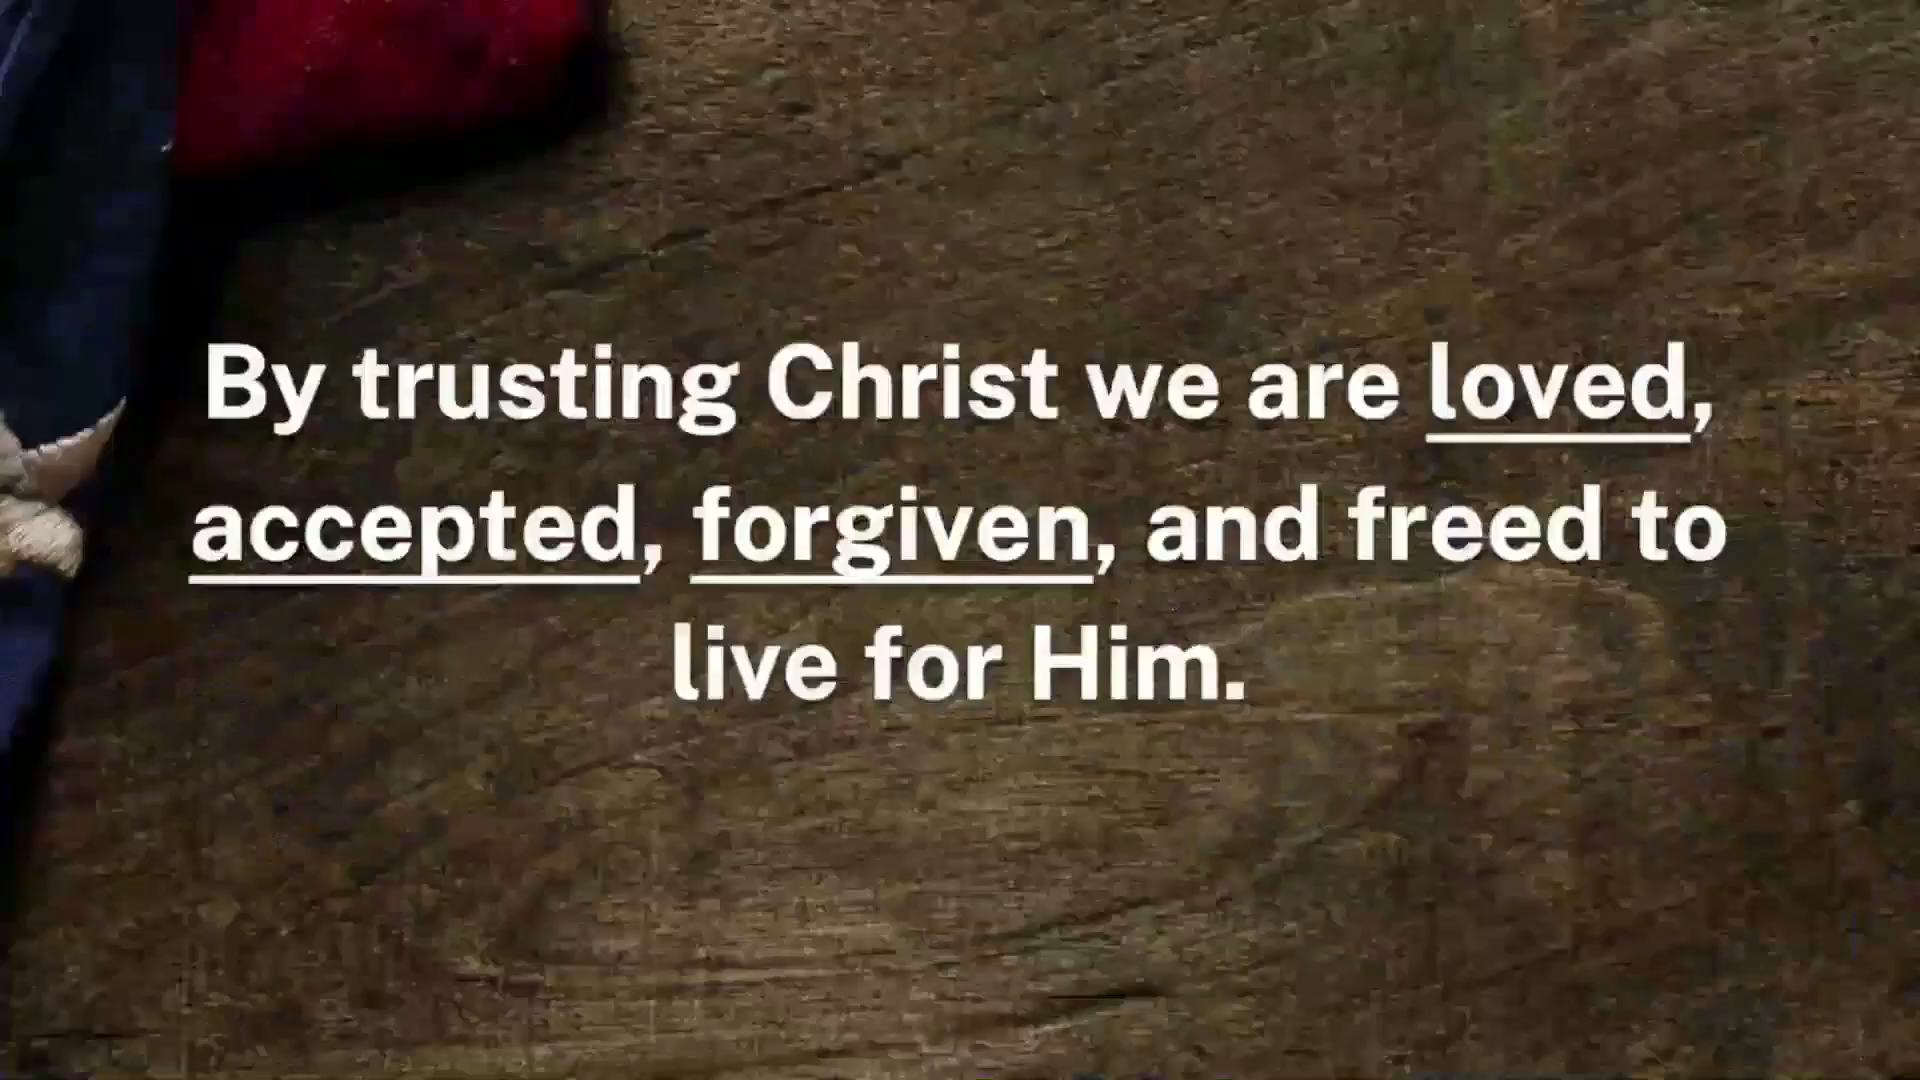 By trusting Christ we are loved,
accepted, forgiven, and freed to
live for Him.